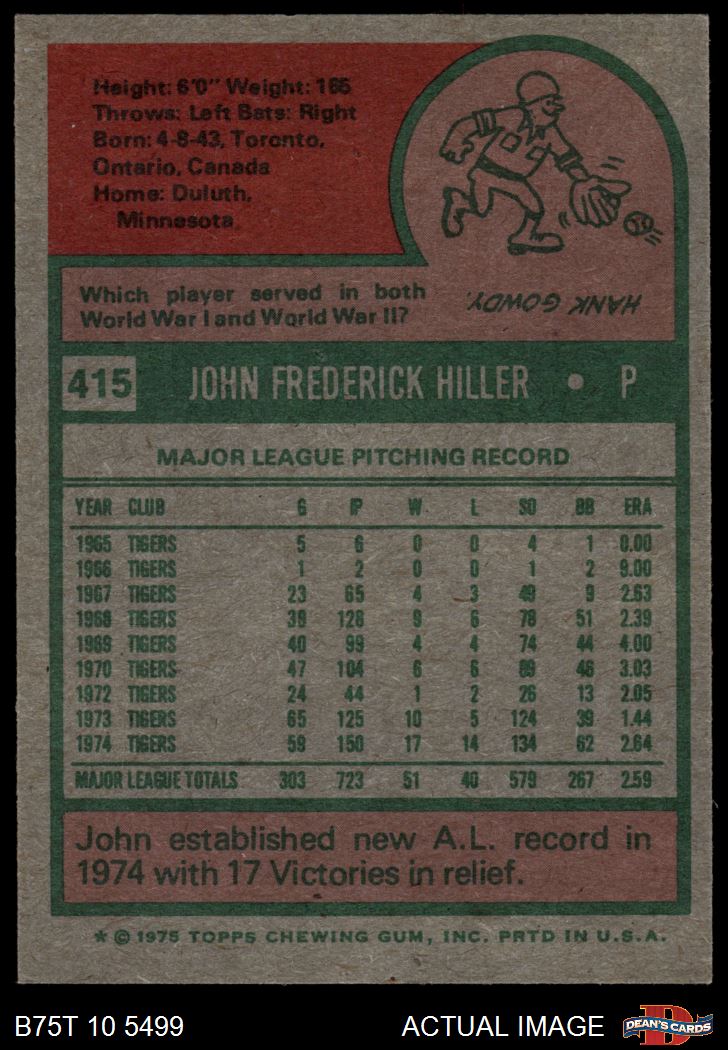 Height: 6'0" Weight: 165
Throws: Left Bats: Right
Born: 4-8-43, Toronto,
Ontario, Canada
Home: Duluth,
Minnesota
Which player served in both
World War I and World War II?
HANK GOWDY.
415 JOHN FREDERICK HILLER • P
MAJOR LEAGUE PITCHING RECORD
YEAR CLUB G IP W L SO BB ERA
1965 TIGERS 5 6 0 0 4 1 0.00
1966 TIGERS 1 2 0 0 1 2 9.00
1967 TIGERS 23 65 4 3 49 9 2.63
1968 TIGERS 39 128 9 6 78 51 2.39
1969 TIGERS 40 99 4 4 74 44 4.00
1970 TIGERS 47 104 6 6 89 46 3.03
1972 TIGERS 24 44 1 2 26 13 2.05
1973 TIGERS 65 125 10 5 124 39 1.44
1974 TIGERS 59 150 17 14 134 62 2.64
MAJOR LEAGUE TOTALS 303 723 51 40 579 267 2.59
John established new A.L. record in
1974 with 17 Victories in relief.
* © 1975 TOPPS CHEWING GUM, INC. PRTD IN U.S.A.
B75T 10 5499 ACTUAL IMAGE D DEAN'S CARDS